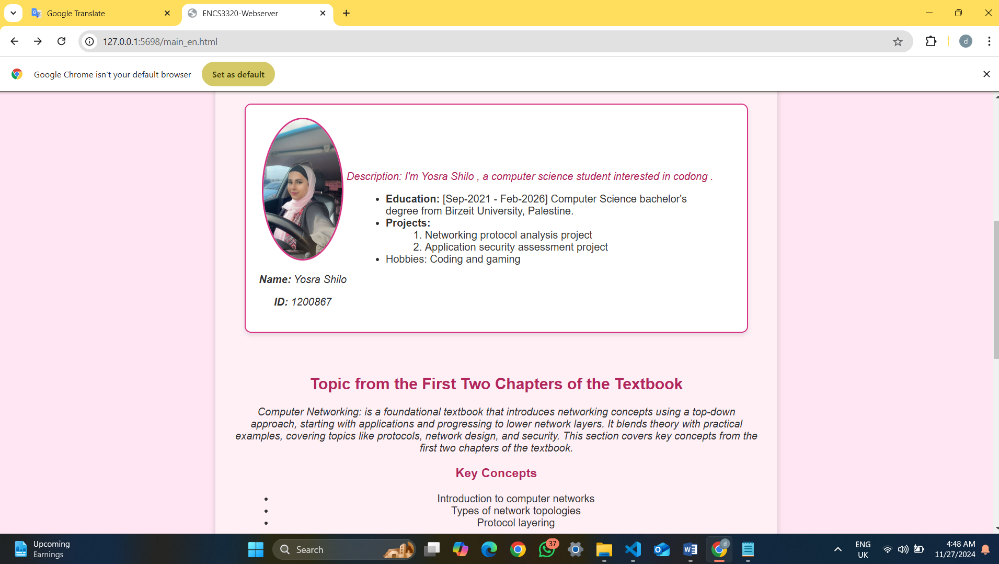 Google Translate
ENCS3320-Webserver
127.0.0.1:5698/main_en.html
d
Google Chrome isn't your default browser
Set as default
Description: I'm Yosra Shilo , a computer science student interested in codong .
• Education: [Sep-2021 - Feb-2026] Computer Science bachelor's
degree from Birzeit University, Palestine.
• Projects:
1. Networking protocol analysis project
2. Application security assessment project
• Hobbies: Coding and gaming
Name: Yosra Shilo
ID: 1200867
Topic from the First Two Chapters of the Textbook
Computer Networking: is a foundational textbook that introduces networking concepts using a top-down
approach, starting with applications and progressing to lower network layers. It blends theory with practical
examples, covering topics like protocols, network design, and security. This section covers key concepts from the
first two chapters of the textbook.
Key Concepts
• Introduction to computer networks
• Types of network topologies
• Protocol layering
Upcoming
Earnings
Search
37
d
ENG
UK
4:48 AM
11/27/2024